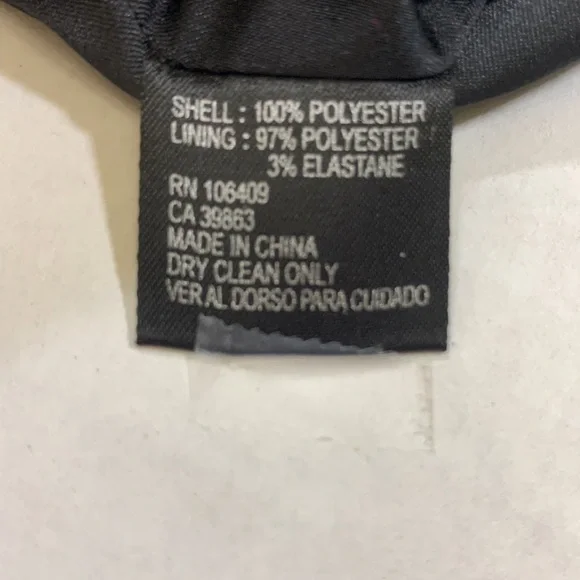 SHELL : 100% POLYESTER
LINING : 97% POLYESTER
3% ELASTANE
RN 106409
CA 39863
MADE IN CHINA
DRY CLEAN ONLY
VER AL DORSO PARA CUIDADO